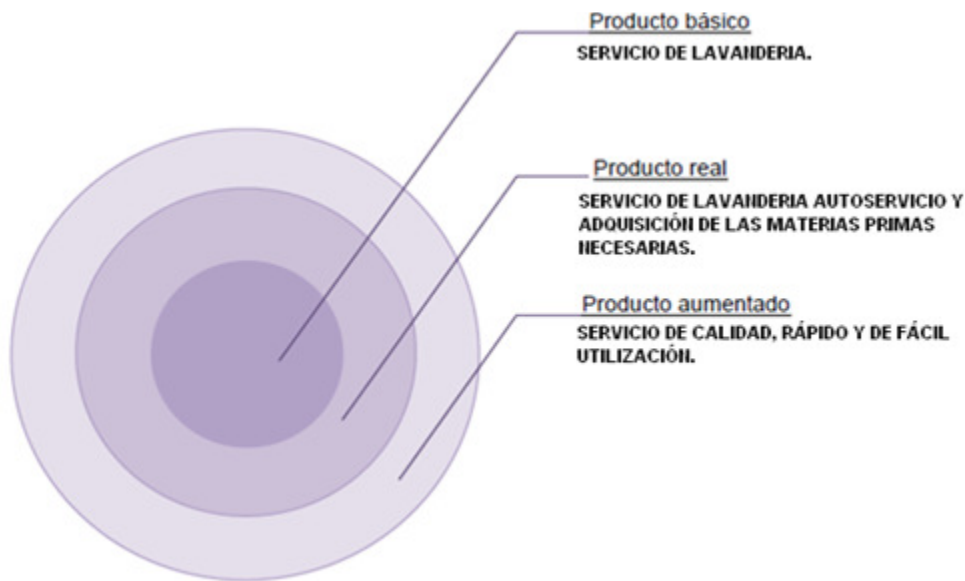 Producto básico
SERVICIO DE LAVANDERIA.
Producto real
SERVICIO DE LAVANDERIA AUTOSERVICIO Y
ADQUISICIÓN DE LAS MATERIAS PRIMAS
NECESARIAS.
Producto aumentado
SERVICIO DE CALIDAD, RÁPIDO Y DE FÁCIL
UTILIZACIÓN.